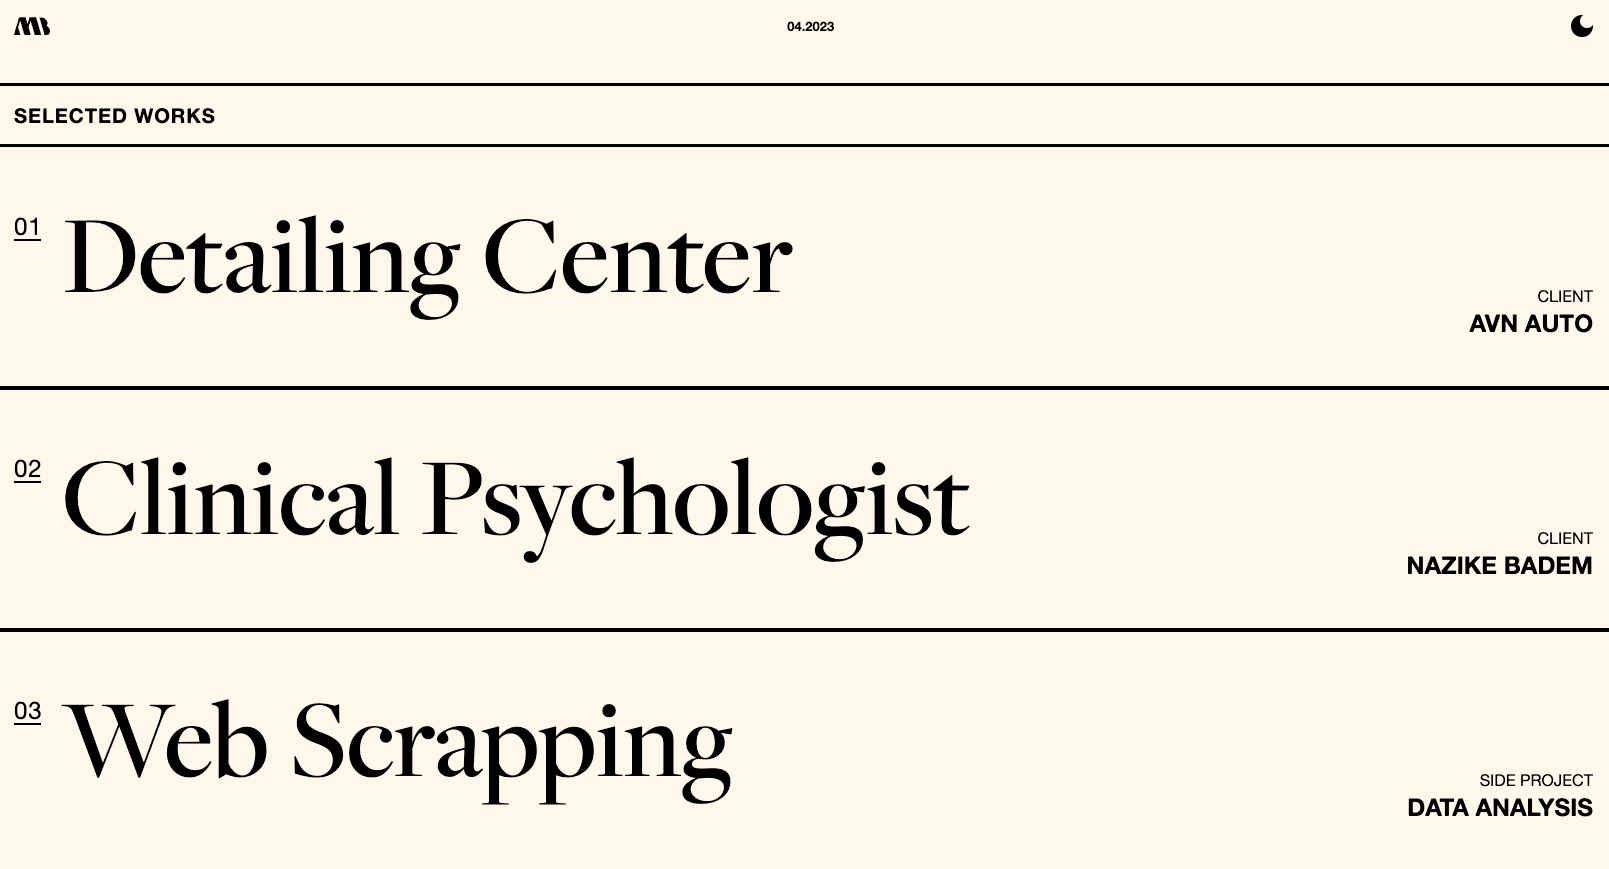 MB
04.2023
SELECTED WORKS
01
Detailing Center
CLIENT
AVN AUTO
02
Clinical Psychologist
CLIENT
NAZIKE BADEM
03
Web Scrapping
SIDE PROJECT
DATA ANALYSIS